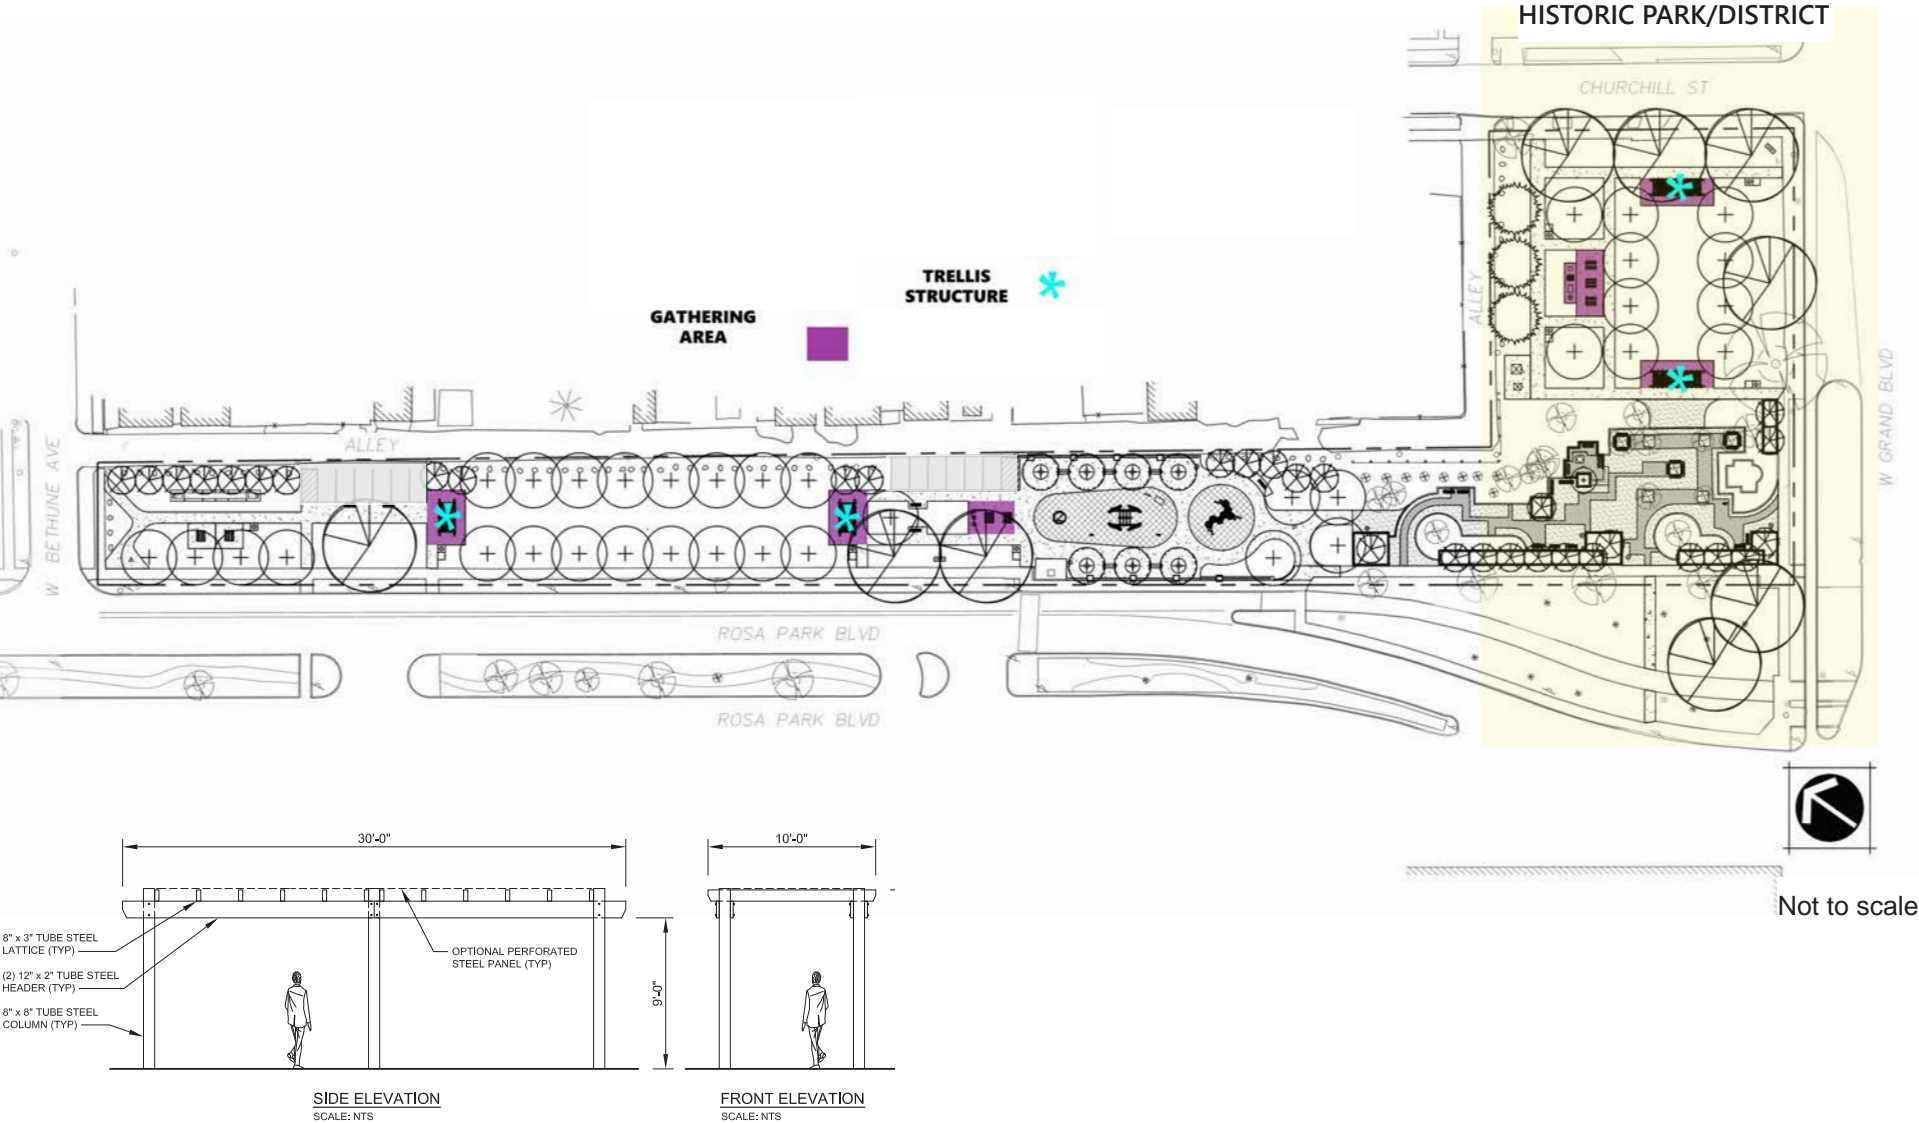 HISTORIC PARK/DISTRICT
CHURCHILL ST
TRELLIS
STRUCTURE
GATHERING
AREA
ALLEY
W GRAND BLVD
ALLEY
W BETHUNE AVE
ROSA PARK BLVD
ROSA PARK BLVD
Not to scale
30'-0"
10'-0"
8" x 3" TUBE STEEL
LATTICE (TYP)
(2) 12" x 2" TUBE STEEL
HEADER (TYP)
8" x 8" TUBE STEEL
COLUMN (TYP)
OPTIONAL PERFORATED
STEEL PANEL (TYP)
9'-0"
SIDE ELEVATION
SCALE: NTS
FRONT ELEVATION
SCALE: NTS